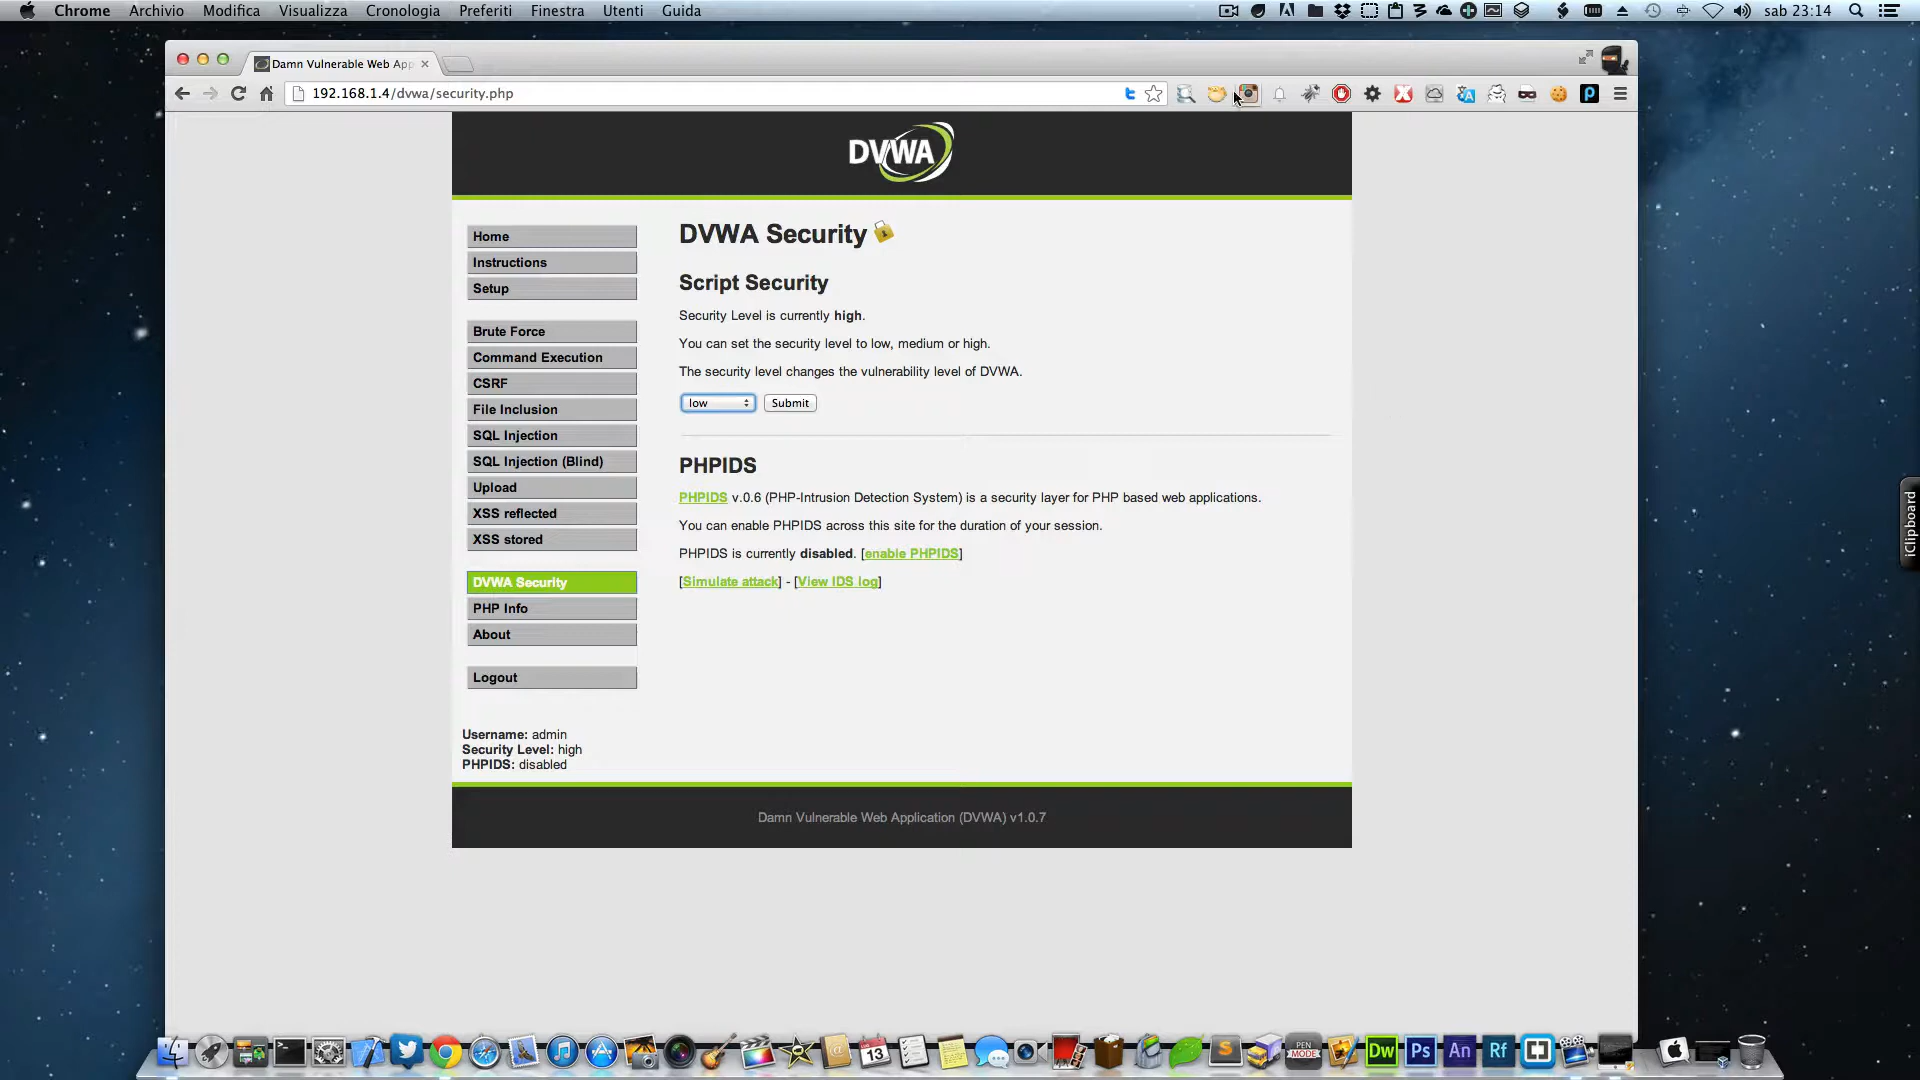 Chrome Archivio Modifica Visualizza Cronologia Preferiti Finestra Utenti Guida sab 23:14
Damn Vulnerable Web App
192.168.1.4/dvwa/security.php
DVWA
Home
Instructions
Setup
Brute Force
Command Execution
CSRF
File Inclusion
SQL Injection
SQL Injection (Blind)
Upload
XSS reflected
XSS stored
DVWA Security
PHP Info
About
Logout
Username: admin
Security Level: high
PHPIDS: disabled
DVWA Security
Script Security
Security Level is currently high.
You can set the security level to low, medium or high.
The security level changes the vulnerability level of DVWA.
low Submit
PHPIDS
PHPIDS v.0.6 (PHP-Intrusion Detection System) is a security layer for PHP based web applications.
You can enable PHPIDS across this site for the duration of your session.
PHPIDS is currently disabled. [enable PHPIDS]
[Simulate attack] - [View IDS log]
Damn Vulnerable Web Application (DVWA) v1.0.7
iClipboard
13 PEN MODE Dw Ps An Rf